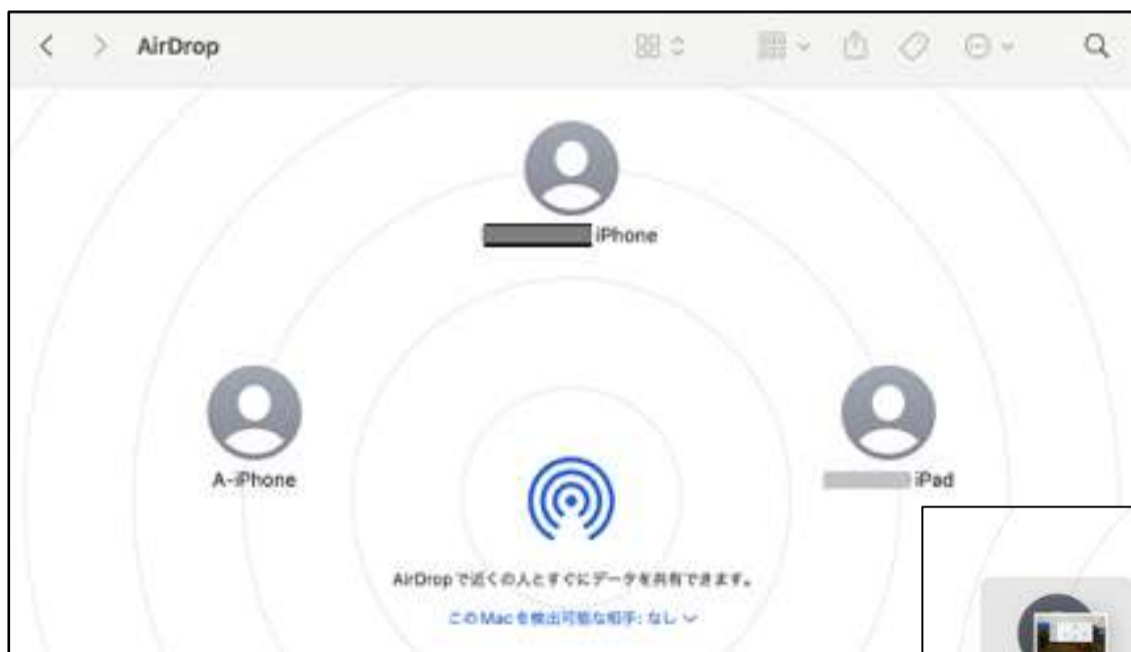 AirDrop
iPhone
A-iPhone
iPad
AirDropで近くの人とすぐにデータを共有できます。
このMacを検出可能な相手: なし